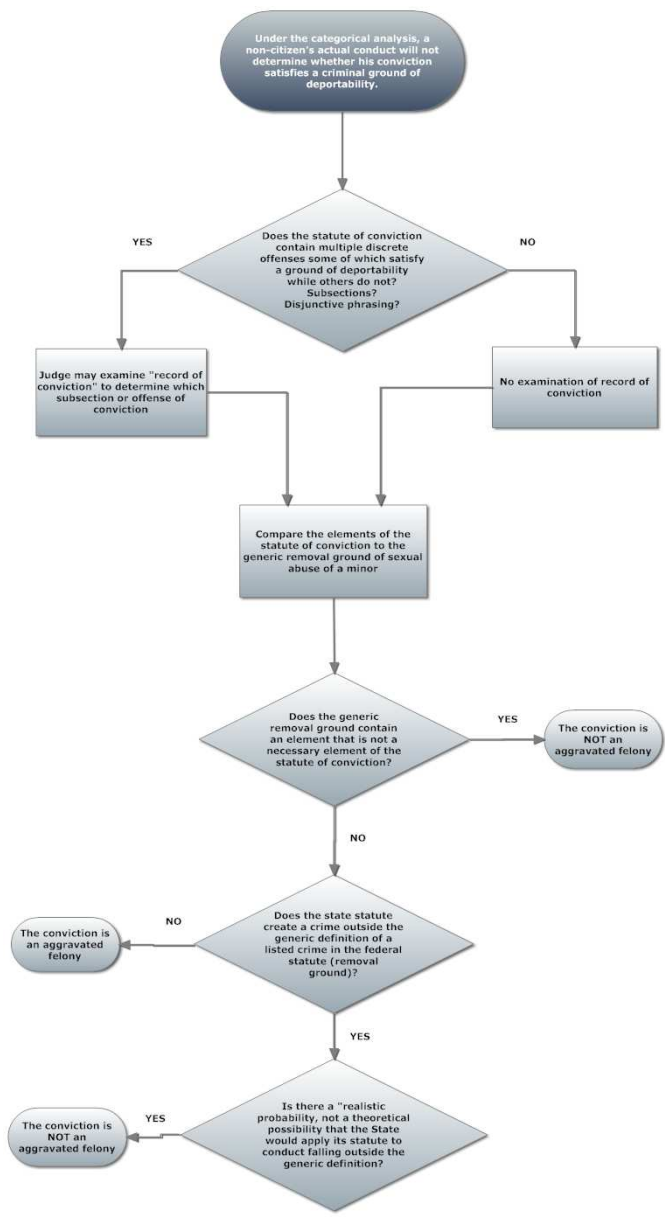 Under the categorical analysis, a
non-citizen's actual conduct will not
determine whether his conviction
satisfies a criminal ground of
deportability.
Does the statute of conviction
contain multiple discrete
offenses some of which satisfy
a ground of deportability
while others do not?
Subsections?
Disjunctive phrasing?
YES
NO
Judge may examine "record of
conviction" to determine which
subsection or offense of
conviction
No examination of record of
conviction
Compare the elements of the
statute of conviction to the
generic removal ground of sexual
abuse of a minor
Does the generic
removal ground contain
an element that is not a
necessary element of the
statute of conviction?
YES
The conviction is
NOT an
aggravated felony
NO
Does the state statute
create a crime outside the
generic definition of a
listed crime in the federal
statute (removal
ground)?
NO
The conviction is
an aggravated
felony
YES
Is there a "realistic
probability, not a theoretical
possibility that the State
would apply its statute to
conduct falling outside the
generic definition?
YES
The conviction is
NOT an
aggravated felony